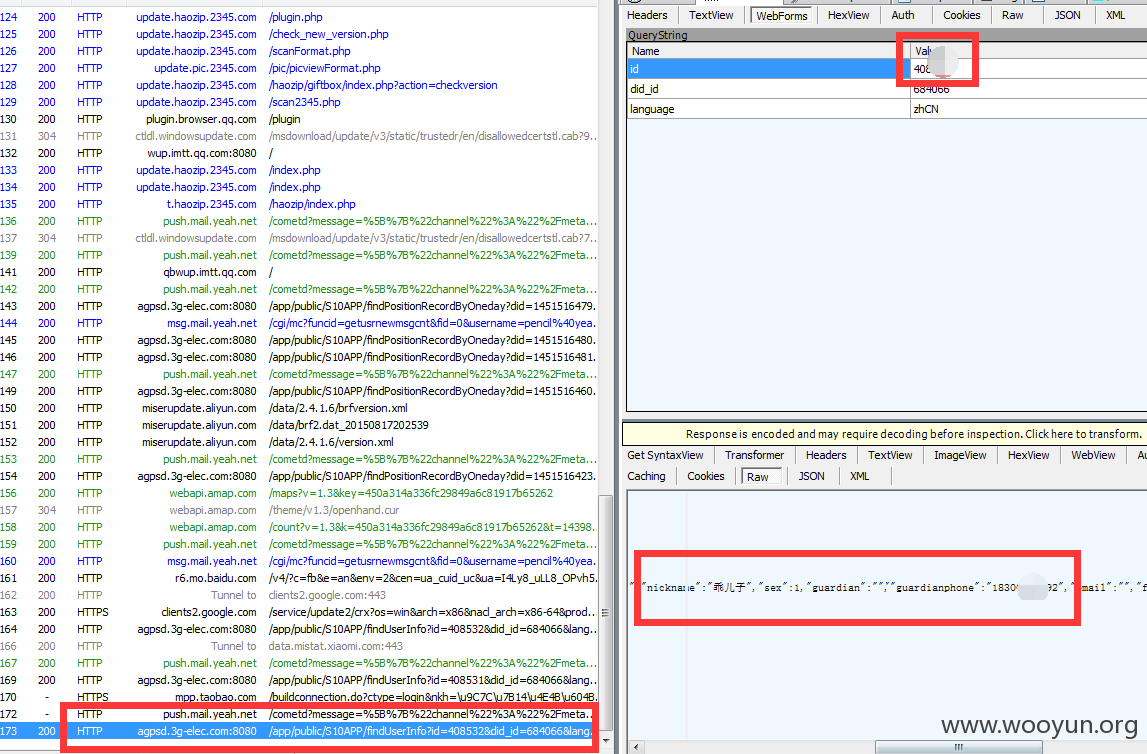 Headers TextView WebForms HexView Auth Cookies Raw JSON XML
QueryString
Name
id 408
did_id 684066
language zhCN
124 200 HTTP update.haozip.2345.com /plugin.php
125 200 HTTP update.haozip.2345.com /check_new_version.php
126 200 HTTP update.haozip.2345.com /scanFormat.php
127 200 HTTP update.pic.2345.com /pic/picviewFormat.php
128 200 HTTP update.haozip.2345.com /haozip/giftbox/index.php?action=checkversion
129 200 HTTP update.haozip.2345.com /scan2345.php
130 200 HTTP plugin.browser.qq.com /plugin
131 304 HTTP ctldl.windowsupdate.com /msdownload/update/v3/static/trustedr/en/disallowedcertstl.cab?9...
132 200 HTTP wup.imtt.qq.com:8080 /
133 200 HTTP update.haozip.2345.com /index.php
134 200 HTTP update.haozip.2345.com /index.php
135 200 HTTP t.haozip.2345.com /haozip/index.php
136 200 HTTP push.mail.yeah.net /cometd?message=%5B%7B%22channel%22%3A%22%2Fmeta...
137 304 HTTP ctldl.windowsupdate.com /msdownload/update/v3/static/trustedr/en/disallowedcertstl.cab?7...
139 200 HTTP push.mail.yeah.net /cometd?message=%5B%7B%22channel%22%3A%22%2Fmeta...
141 200 HTTP qbwup.imtt.qq.com /
142 200 HTTP push.mail.yeah.net /cometd?message=%5B%7B%22channel%22%3A%22%2Fmeta...
143 200 HTTP agpsd.3g-elec.com:8080 /app/public/S10APP/findPositionRecordByOneday?did=1451516479...
144 200 HTTP msg.mail.yeah.net /cgi/mc?funcid=getusrnewmsgcnt&fid=0&username=pencil%40yea...
145 200 HTTP agpsd.3g-elec.com:8080 /app/public/S10APP/findPositionRecordByOneday?did=1451516480...
146 200 HTTP agpsd.3g-elec.com:8080 /app/public/S10APP/findPositionRecordByOneday?did=1451516481...
147 200 HTTP push.mail.yeah.net /cometd?message=%5B%7B%22channel%22%3A%22%2Fmeta...
149 200 HTTP agpsd.3g-elec.com:8080 /app/public/S10APP/findPositionRecordByOneday?did=1451516460...
150 200 HTTP miserupdate.aliyun.com /data/2.4.1.6/brfversion.xml
151 200 HTTP miserupdate.aliyun.com /data/brf2.dat_20150817202539
152 200 HTTP miserupdate.aliyun.com /data/2.4.1.6/version.xml
153 200 HTTP push.mail.yeah.net /cometd?message=%5B%7B%22channel%22%3A%22%2Fmeta...
154 200 HTTP agpsd.3g-elec.com:8080 /app/public/S10APP/findPositionRecordByOneday?did=1451516423...
156 200 HTTP webapi.amap.com /maps?v=1.3&key=450a314a336fc29849a6c81917b65262
157 304 HTTP webapi.amap.com /theme/v1.3/openhand.cur
158 200 HTTP webapi.amap.com /count?v=1.3&k=450a314a336fc29849a6c81917b65262&t=14398...
159 200 HTTP push.mail.yeah.net /cometd?message=%5B%7B%22channel%22%3A%22%2Fmeta...
160 200 HTTP msg.mail.yeah.net /cgi/mc?funcid=getusrnewmsgcnt&fid=0&username=pencil%40yea...
161 200 HTTP r6.mo.baidu.com /v4/?c=fb&e=an&env=2&cen=ua_cuid_uc&ua=I4Ly8_uLL8_OPvh5...
162 200 HTTP Tunnel to clients2.google.com:443
163 200 HTTPS clients2.google.com /service/update2/crx?os=win&arch=x86&nacl_arch=x86-64&prod...
164 200 HTTP agpsd.3g-elec.com:8080 /app/public/S10APP/findUserInfo?id=408532&did_id=684066&lang...
166 200 HTTP Tunnel to data.mistat.xiaomi.com:443
167 200 HTTP push.mail.yeah.net /cometd?message=%5B%7B%22channel%22%3A%22%2Fmeta...
169 200 HTTP agpsd.3g-elec.com:8080 /app/public/S10APP/findUserInfo?id=408531&did_id=684066&lang...
170 - HTTPS mpp.taobao.com /buildconnection.do?ctype=login&nkh=\u9C7C\u7B14\u4E4B\u604B...
172 - HTTP push.mail.yeah.net /cometd?message=%5B%7B%22channel%22%3A%22%2Fmeta...
173 200 HTTP agpsd.3g-elec.com:8080 /app/public/S10APP/findUserInfo?id=408532&did_id=684066&lang...
Response is encoded and may require decoding before inspection. Click here to transform.
Get SyntaxView Transformer Headers TextView ImageView HexView WebView Au
Caching Cookies Raw JSON XML
"nickname":"乖儿子","sex":1,"guardian":"","guardianphone":"1830 92","mail":"","f
www.wooyun.org